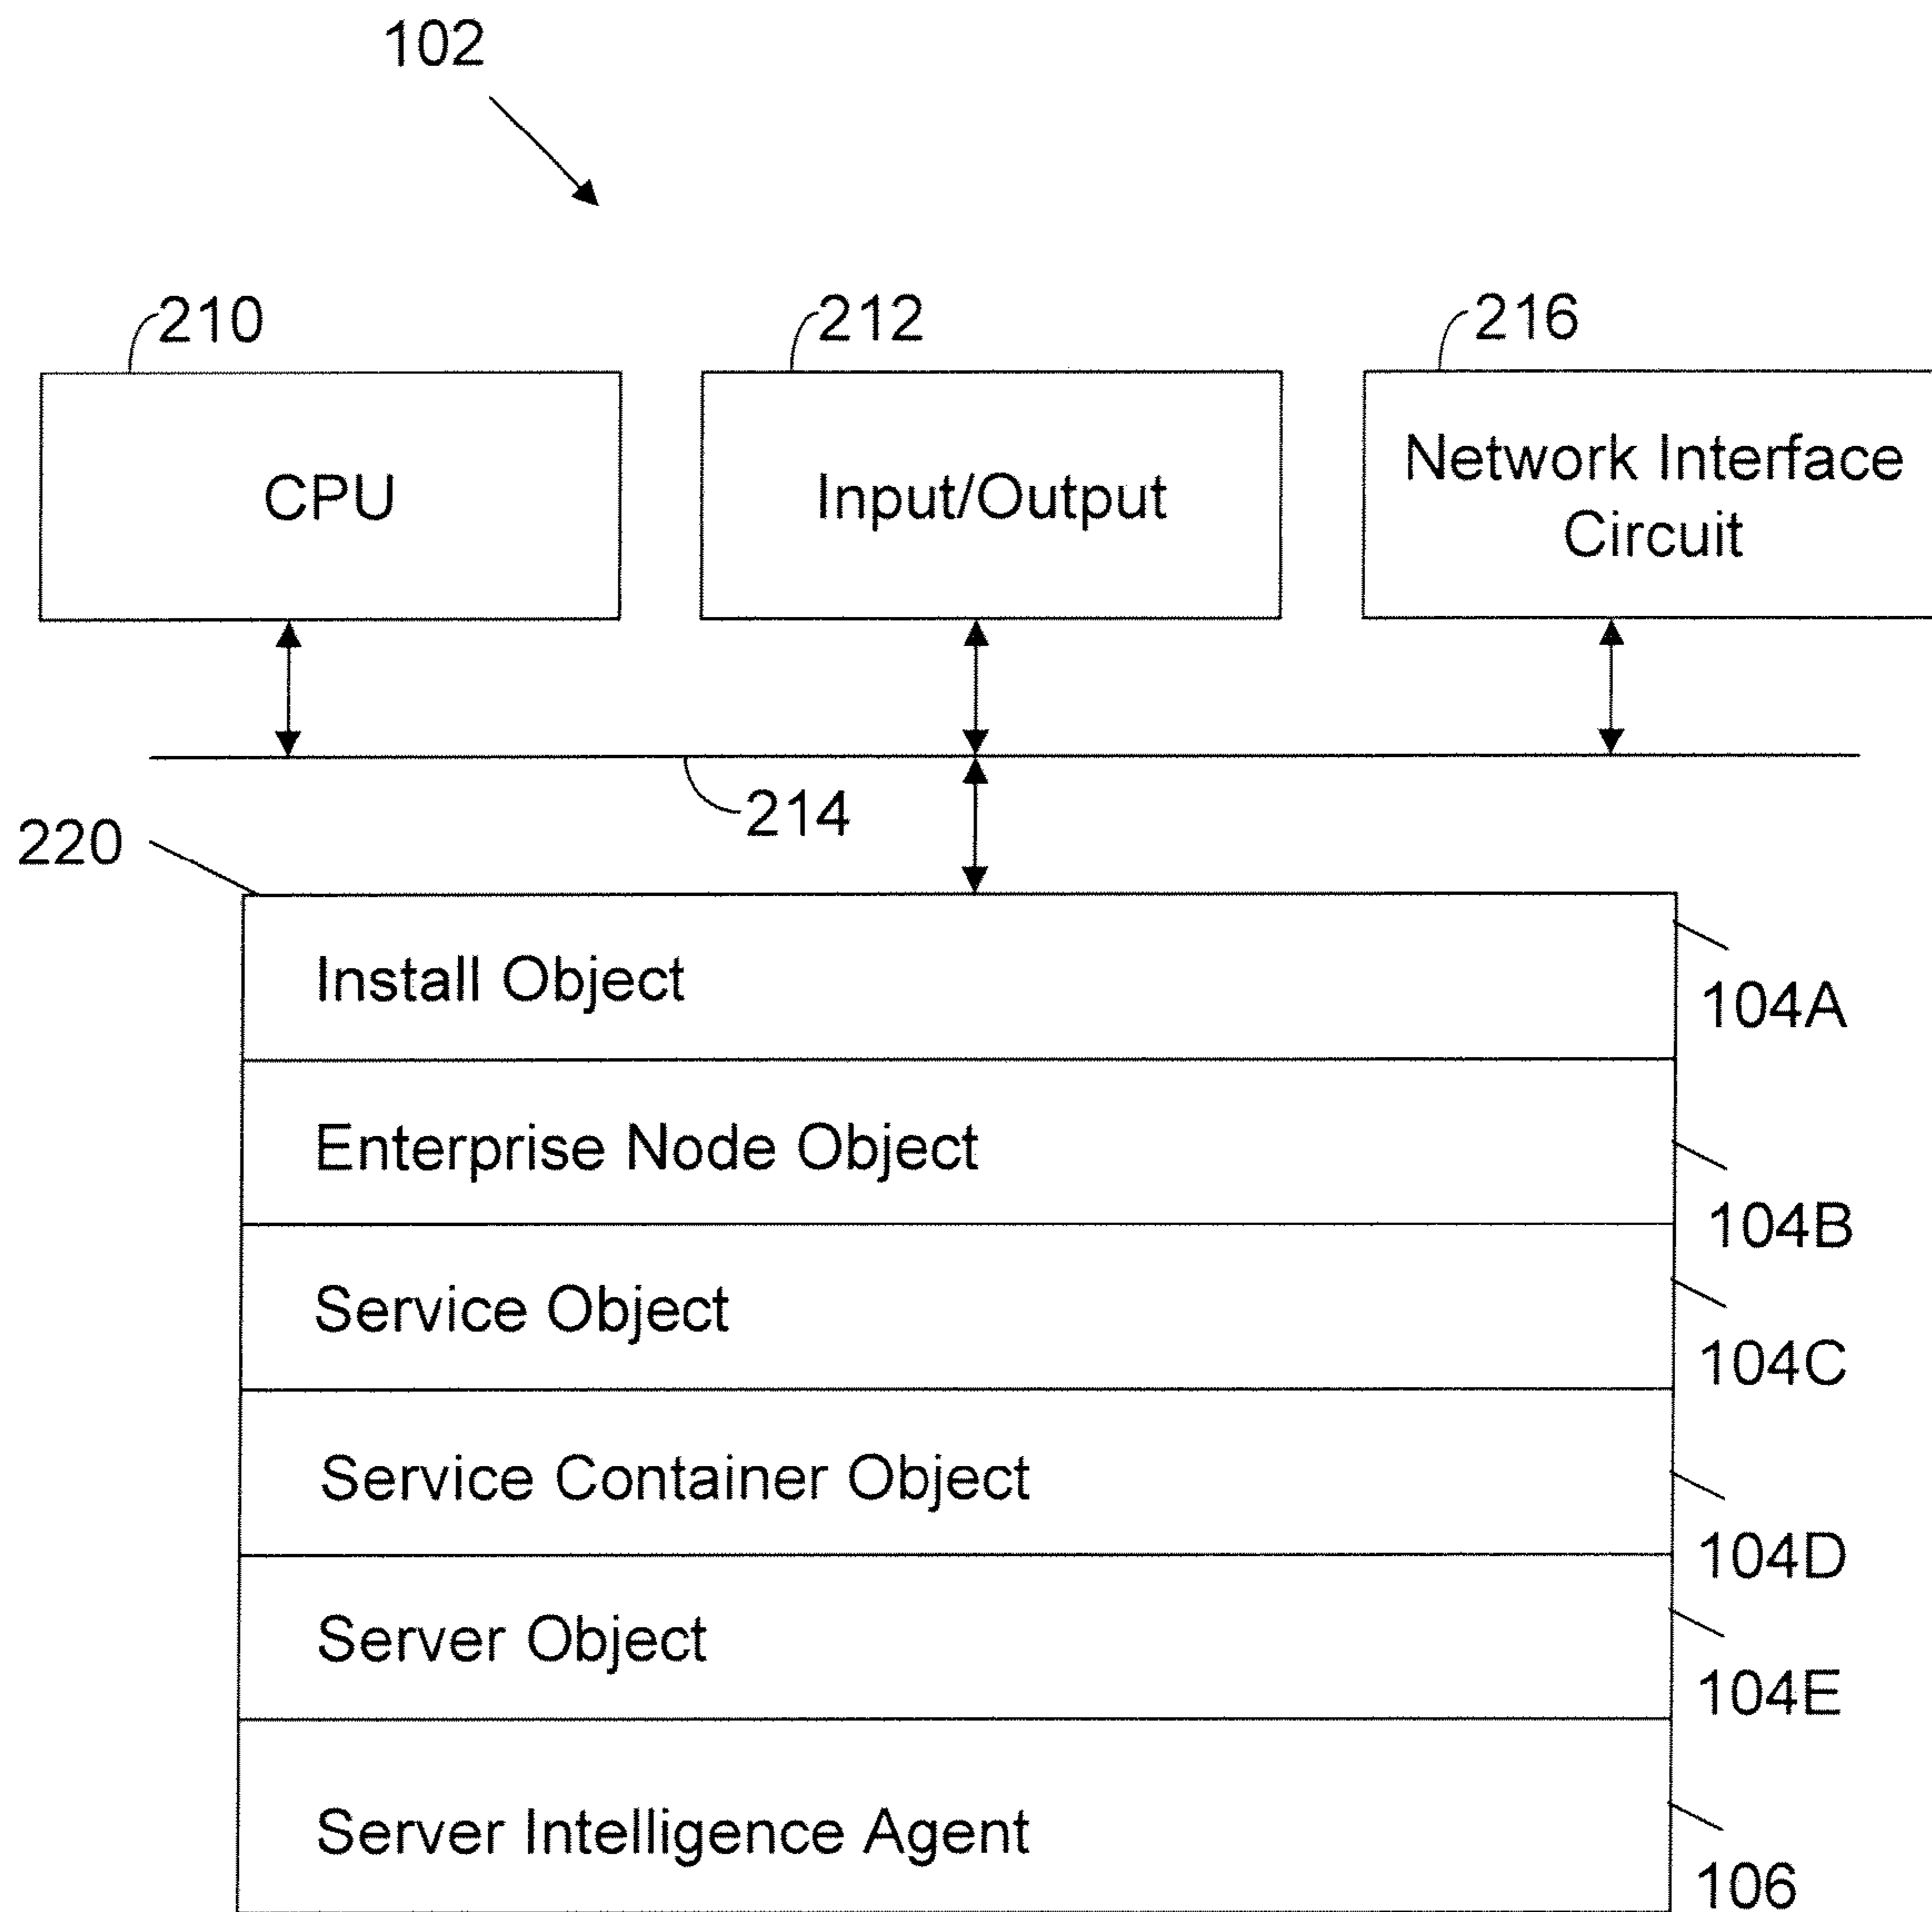 102
210
212
216
CPU
Input/Output
Network Interface
Circuit
214
220
Install Object
104A
Enterprise Node Object
104B
Service Object
104C
Service Container Object
104D
Server Object
104E
Server Intelligence Agent
106